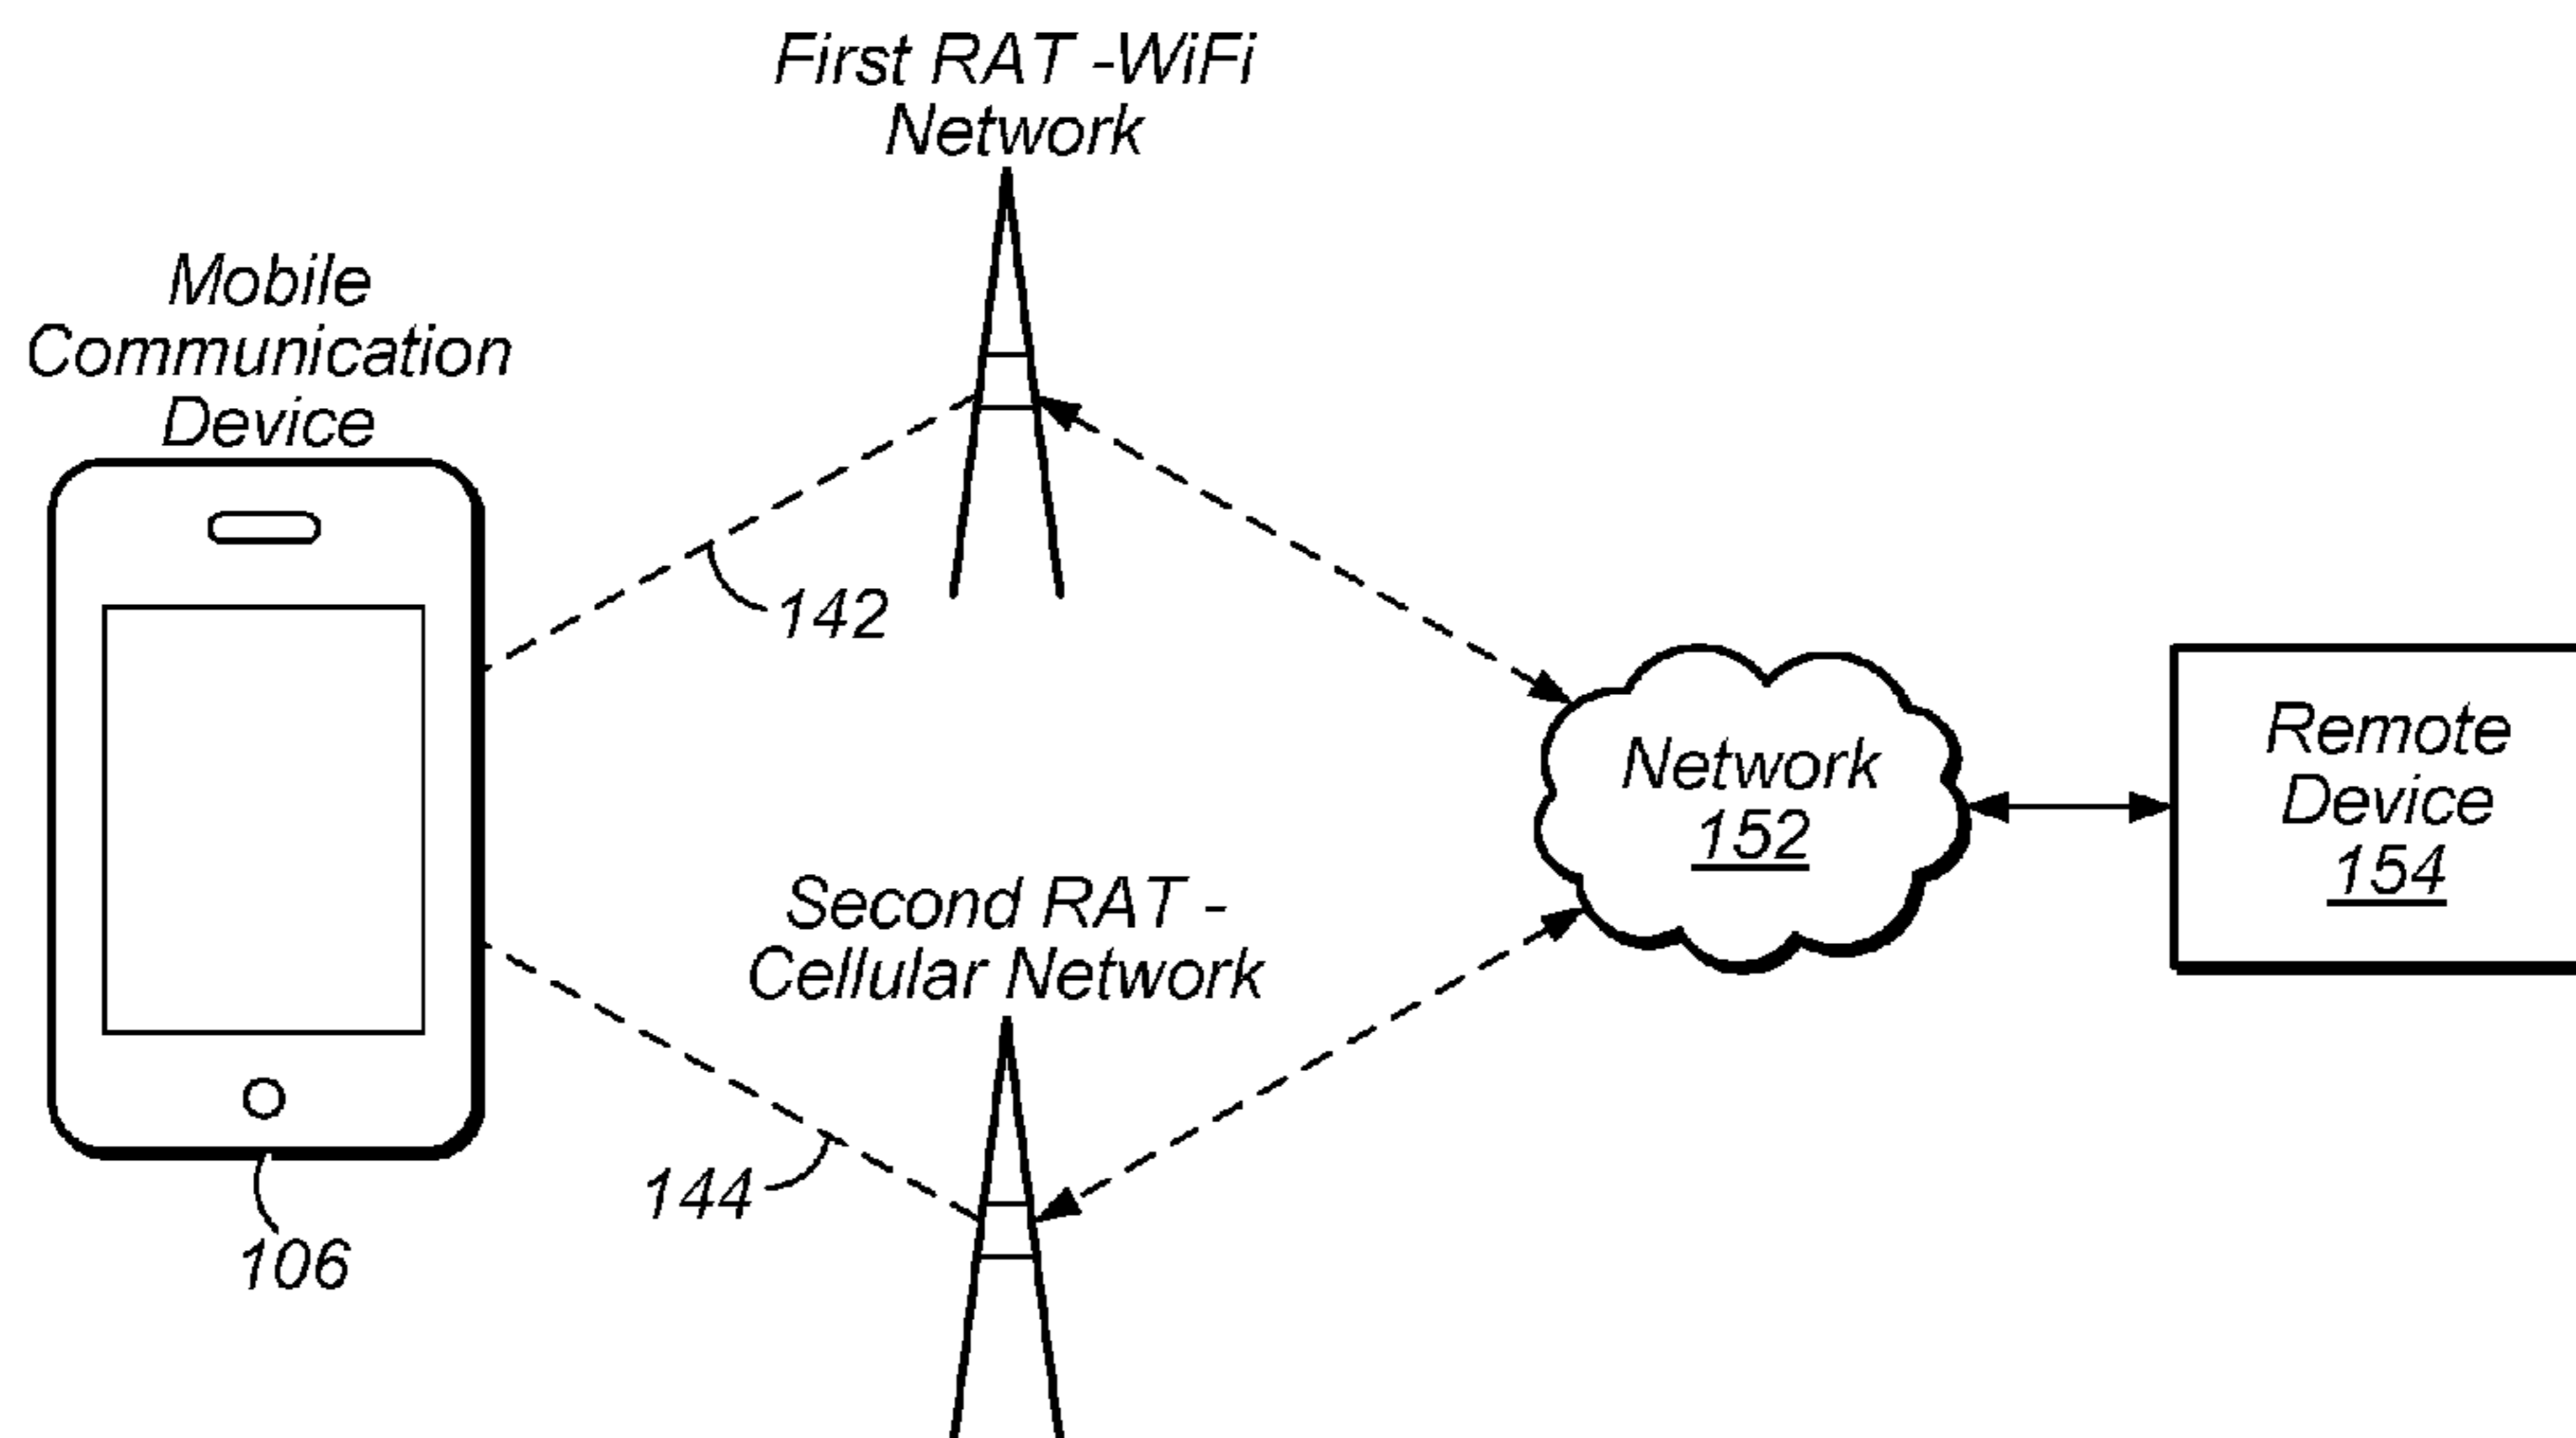 First RAT -WiFi
Network
Mobile
Communication
Device
142
Network
152
Remote
Device
154
Second RAT -
Cellular Network
144
106